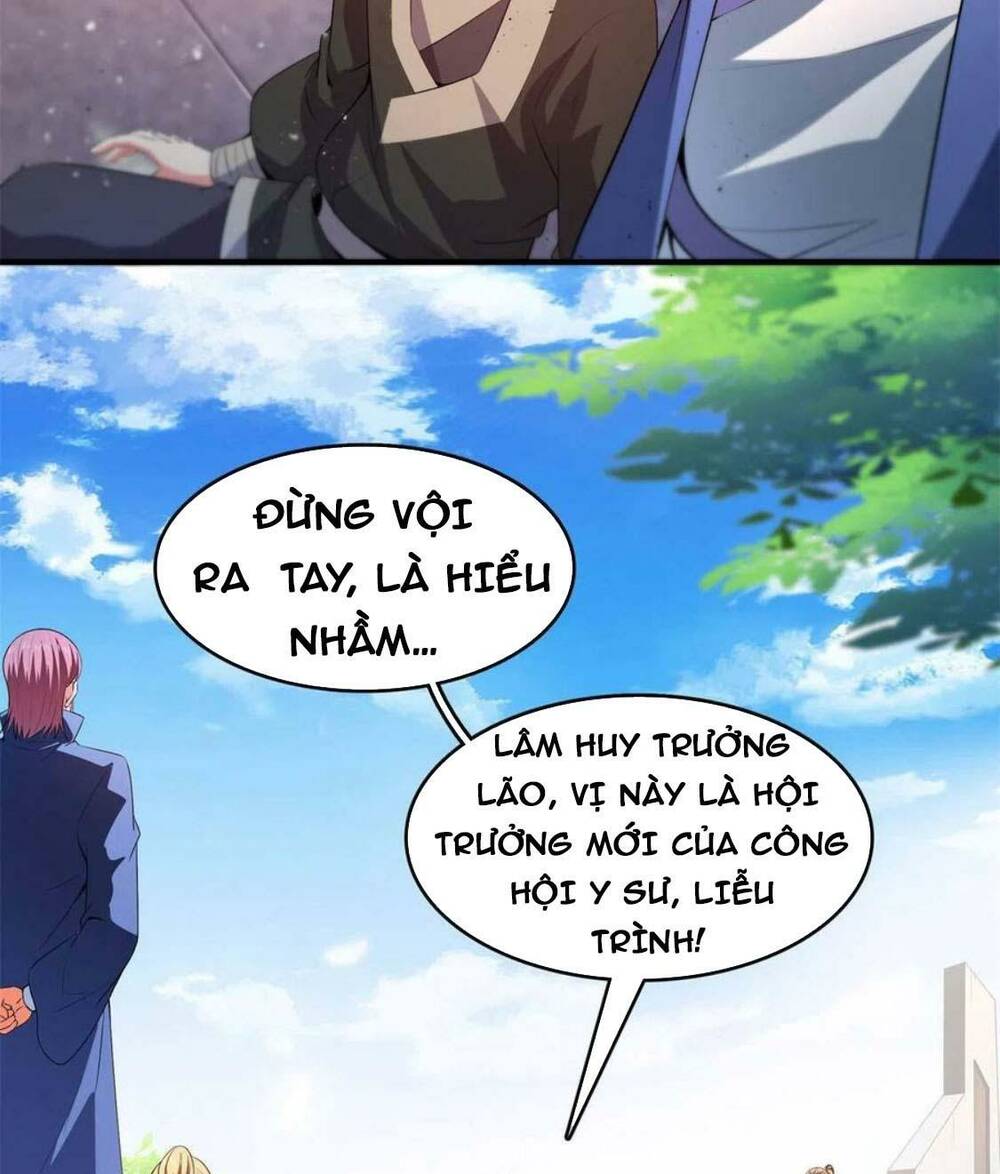 ĐỪNG VỘI
RA TAY, LÀ HIỂU
NHẦM...
LÂM HUY TRƯỞNG
LÃO, VỊ NÀY LÀ HỘI
TRƯỞNG MỚI CỦA CÔNG
HỘI Y SƯ, LIỄU
TRÌNH!